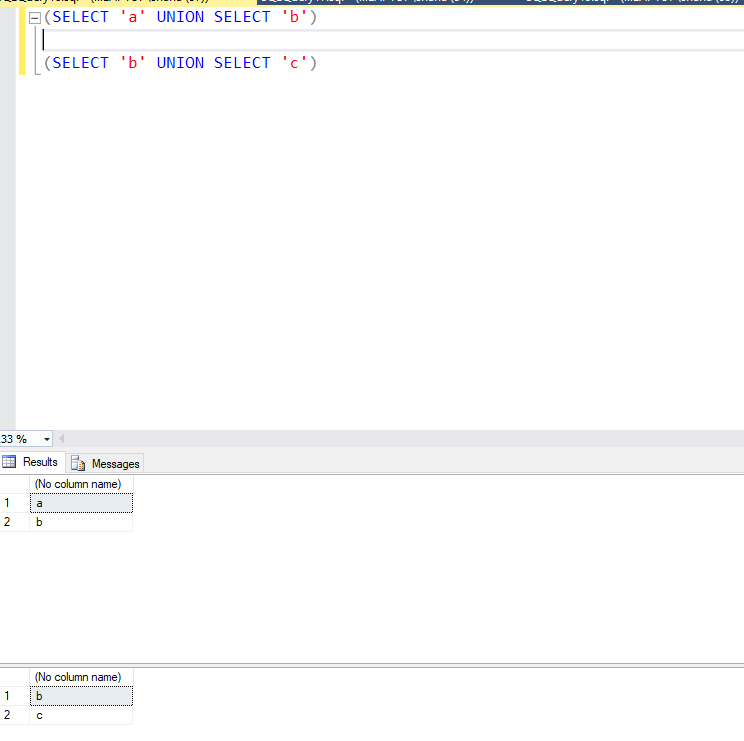 (SELECT 'a' UNION SELECT 'b')
(SELECT 'b' UNION SELECT 'c')
33 %
Results Messages
(No column name)
1 a
2 b
(No column name)
1 b
2 c